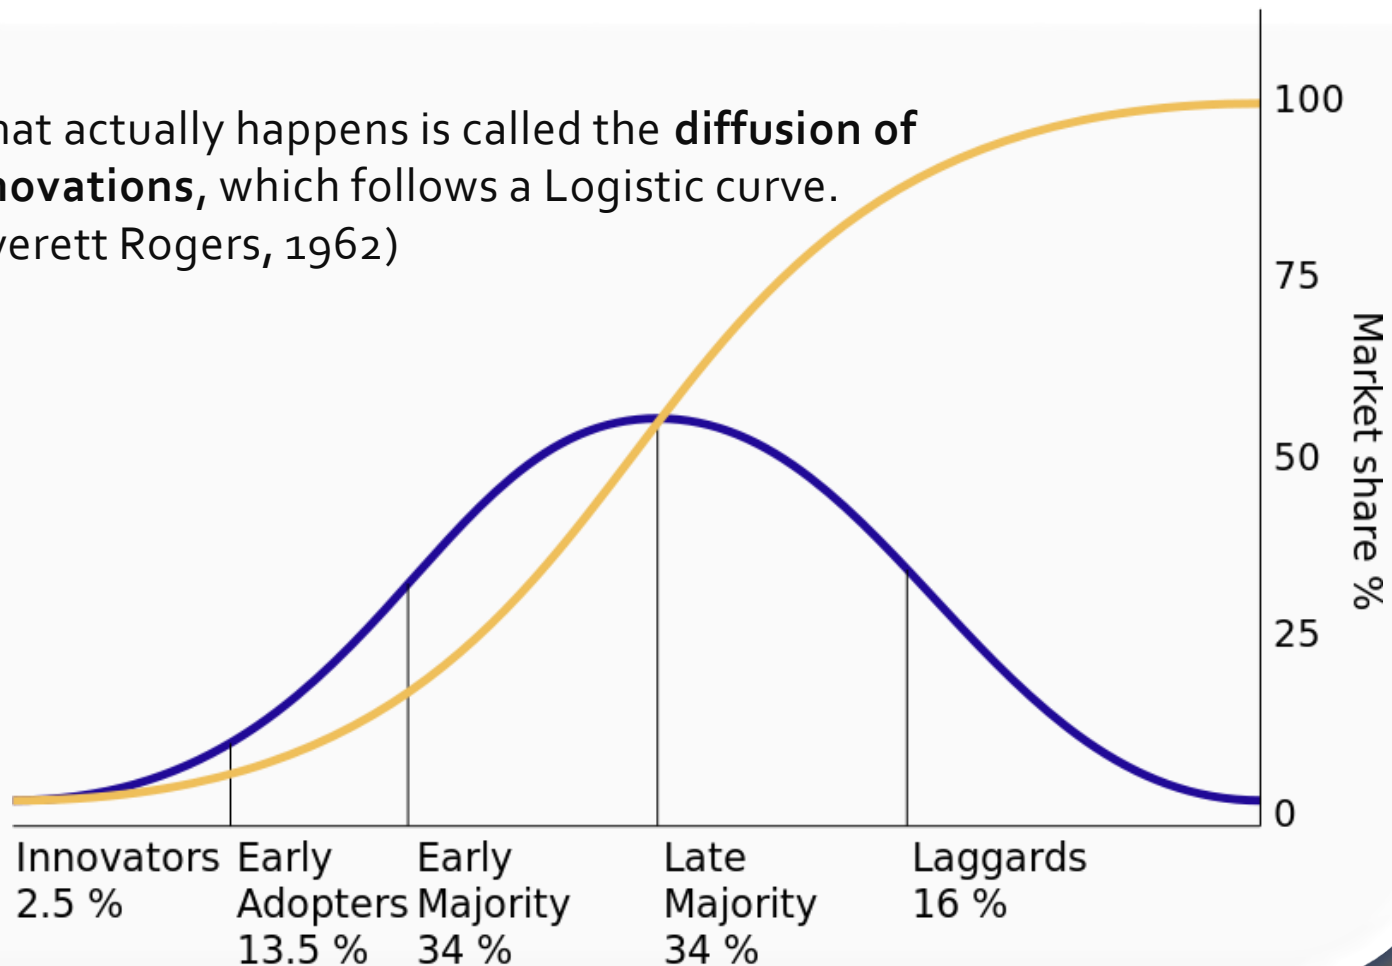 hat actually happens is called the diffusion of
novations, which follows a Logistic curve.
verett Rogers, 1962)
100
75
50
25
0
Market share %
Innovators
2.5 %
Early
Adopters
13.5 %
Early
Majority
34 %
Late
Majority
34 %
Laggards
16 %